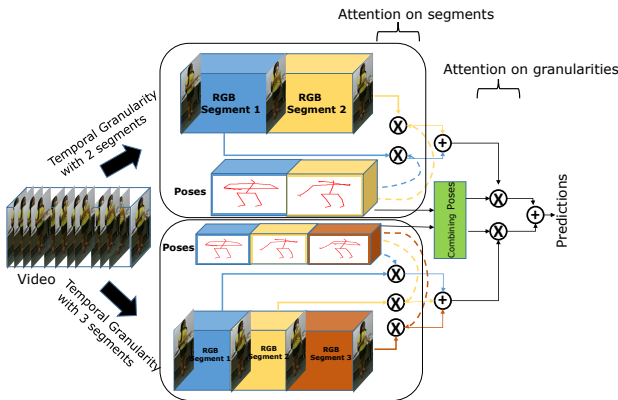 Attention on segments
Attention on granularities
Temporal Granularity
with 2 segments
RGB
Segment 1
RGB
Segment 2
Poses
Video
Combining Poses
Predictions
Poses
Temporal Granularity
with 3 segments
RGB
Segment 1
RGB
Segment 2
RGB
Segment 3